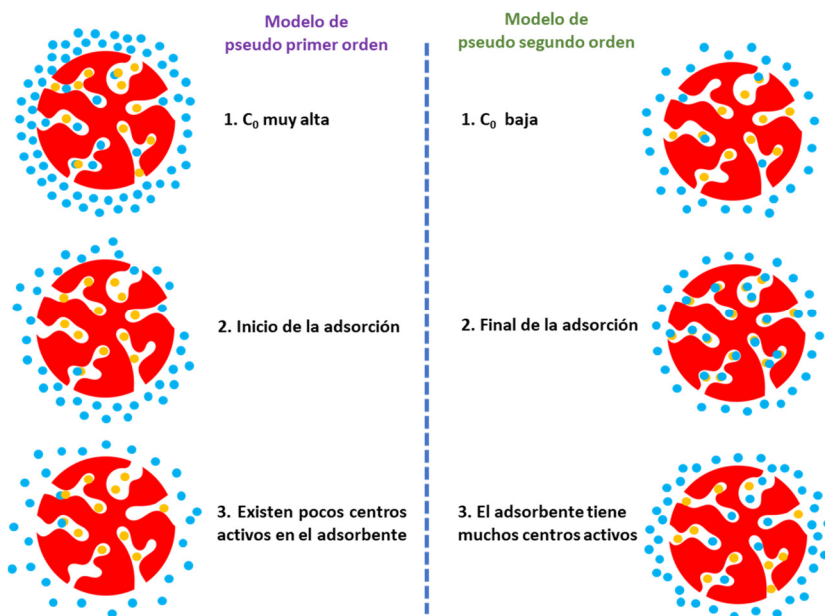 Modelo de
pseudo primer orden
1. C₀ muy alta
2. Inicio de la adsorción
3. Existen pocos centros
activos en el adsorbente
Modelo de
pseudo segundo orden
1. C₀ baja
2. Final de la adsorción
3. El adsorbente tiene
muchos centros activos